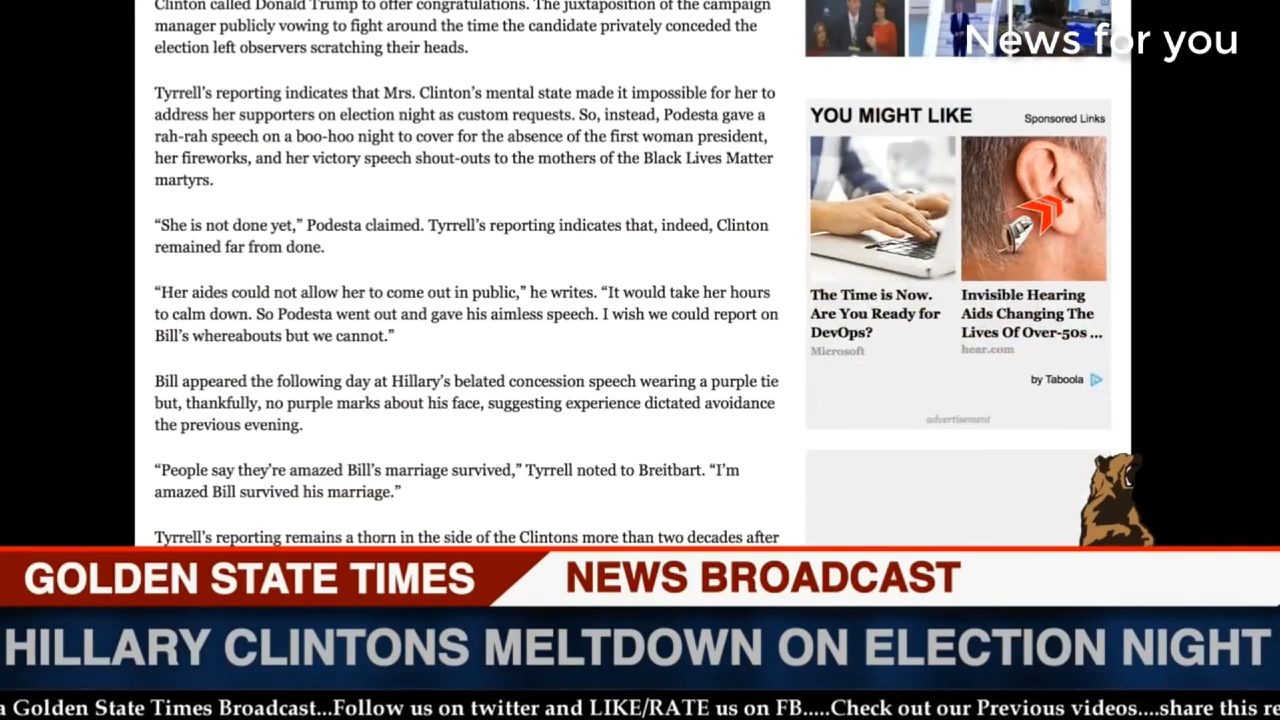 Clinton called Donald Trump to offer congratulations. The juxtaposition of the campaign
manager publicly vowing to fight around the time the candidate privately conceded the
election left observers scratching their heads.
Tyrrell’s reporting indicates that Mrs. Clinton’s mental state made it impossible for her to
address her supporters on election night as custom requests. So, instead, Podesta gave a
rah-rah speech on a boo-hoo night to cover for the absence of the first woman president,
her fireworks, and her victory speech shout-outs to the mothers of the Black Lives Matter
martyrs.
“She is not done yet,” Podesta claimed. Tyrrell’s reporting indicates that, indeed, Clinton
remained far from done.
“Her aides could not allow her to come out in public,” he writes. “It would take her hours
to calm down. So Podesta went out and gave his aimless speech. I wish we could report on
Bill’s whereabouts but we cannot.”
Bill appeared the following day at Hillary’s belated concession speech wearing a purple tie
but, thankfully, no purple marks about his face, suggesting experience dictated avoidance
the previous evening.
“People say they’re amazed Bill’s marriage survived,” Tyrrell noted to Breitbart. “I’m
amazed Bill survived his marriage.”
Tyrrell’s reporting remains a thorn in the side of the Clintons more than two decades after
News for you
YOU MIGHT LIKE
Sponsored Links
The Time is Now.
Are You Ready for
DevOps?
Microsoft
Invisible Hearing
Aids Changing The
Lives Of Over-50s ...
hear.com
by Taboola
advertisement
GOLDEN STATE TIMES
NEWS BROADCAST
HILLARY CLINTONS MELTDOWN ON ELECTION NIGHT
a Golden State Times Broadcast...Follow us on twitter and LIKE/RATE us on FB.....Check out our Previous videos....share this re